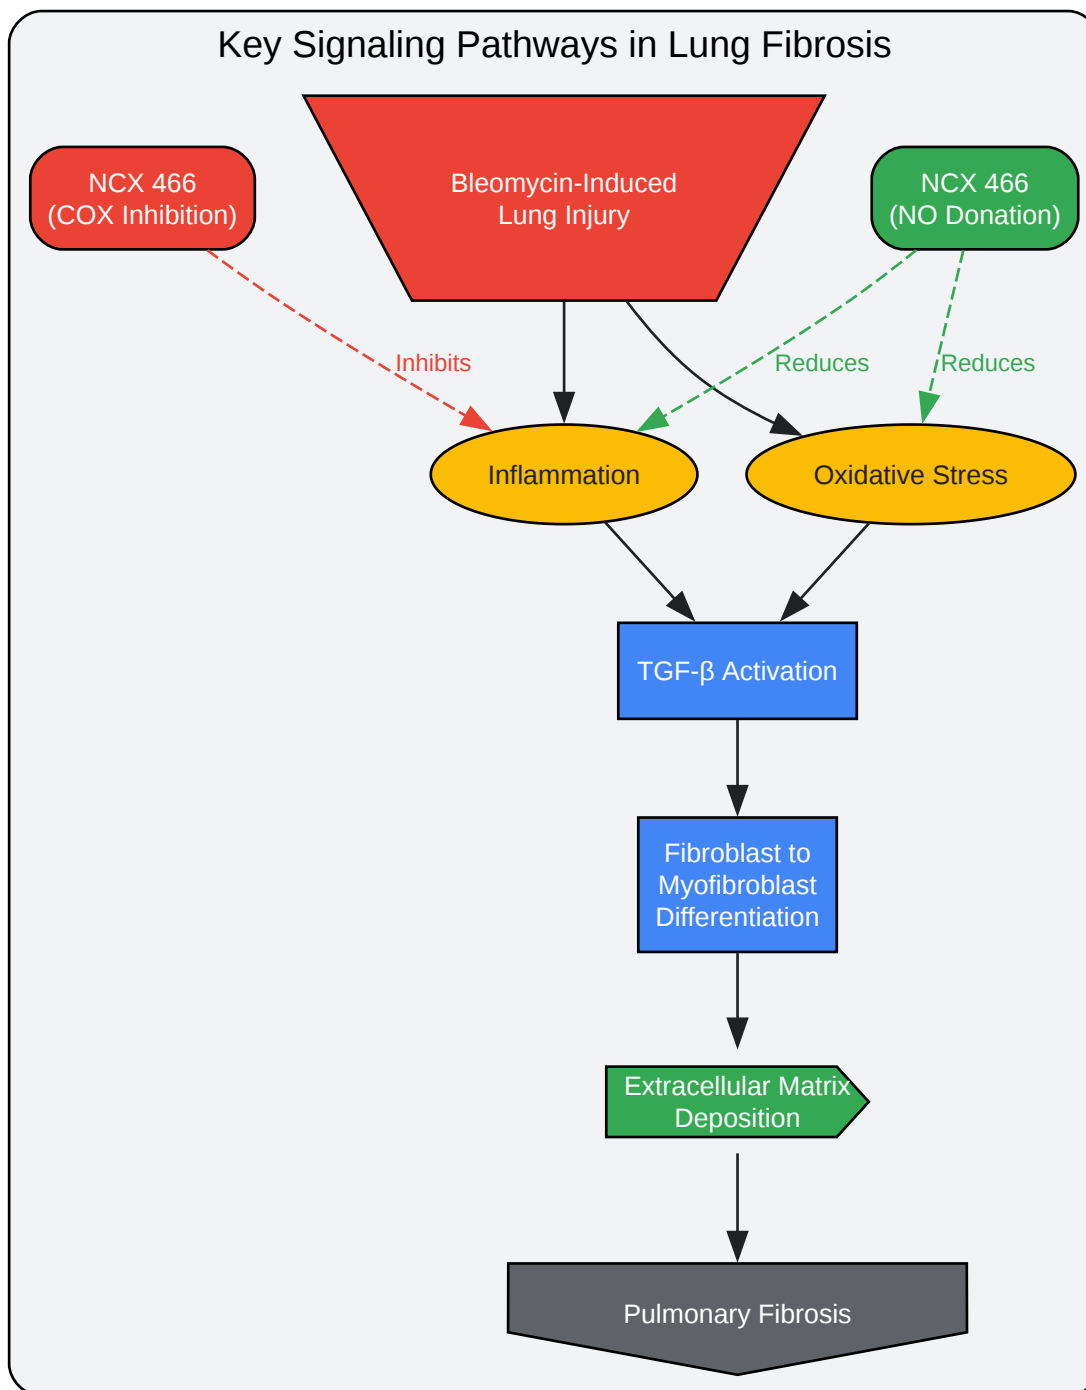 Key Signaling Pathways in Lung Fibrosis
NCX 466
(COX Inhibition)
Bleomycin-Induced
Lung Injury
NCX 466
(NO Donation)
Inhibits
Reduces
Reduces
Inflammation
Oxidative Stress
TGF-β Activation
Fibroblast to
Myofibroblast
Differentiation
Extracellular Matrix
Deposition
Pulmonary Fibrosis